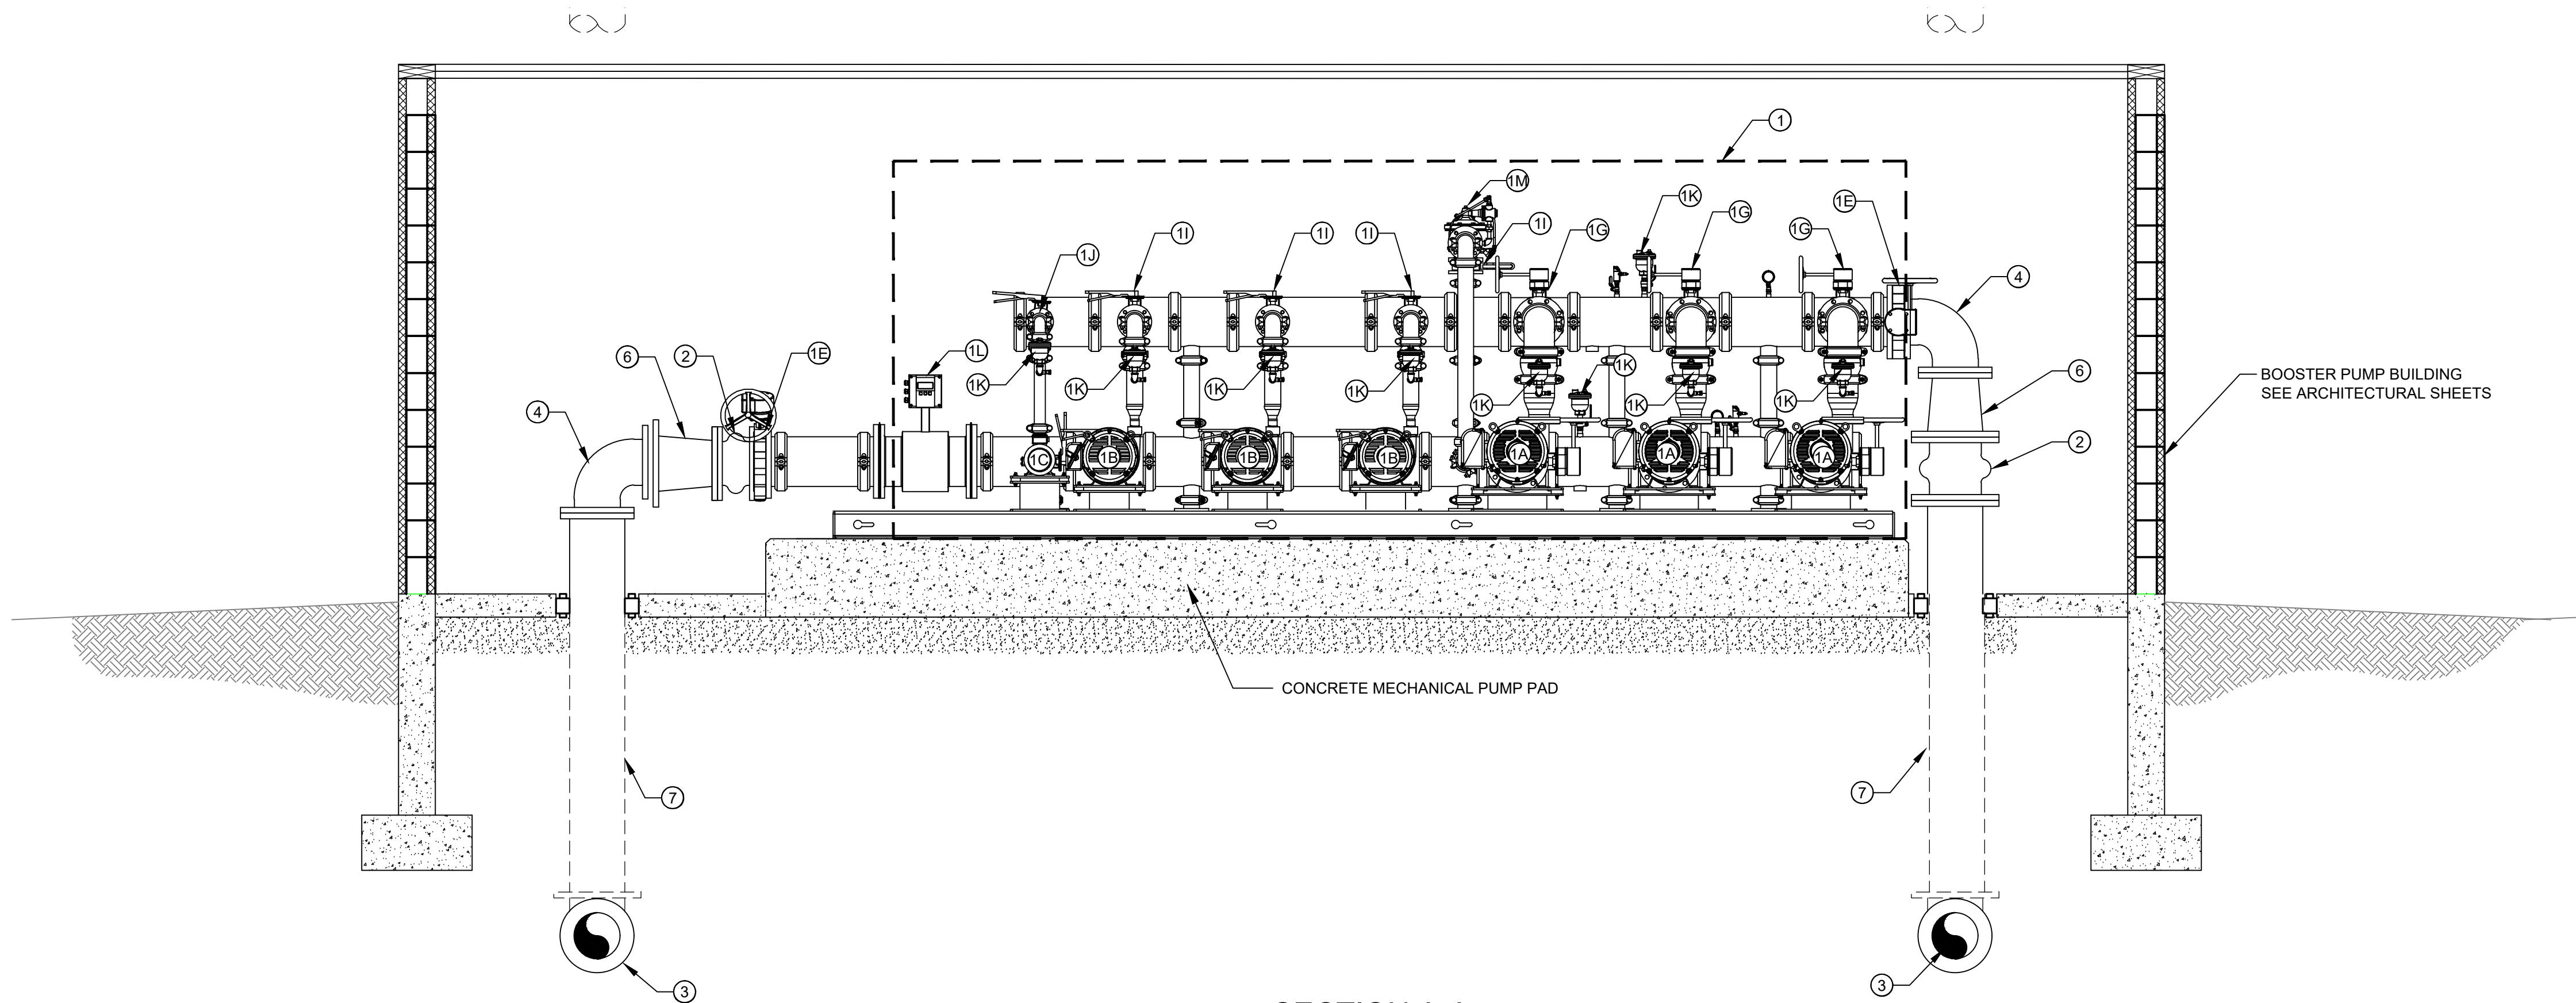 1
1M
1K
1G
1E
1I
1G
1G
1I
1I
1I
1J
4
6
2
1E
1L
1K
1K
1K
1K
1K
1K
1K
1K
6
BOOSTER PUMP BUILDING
SEE ARCHITECTURAL SHEETS
4
2
1C
1B
1B
1B
1A
1A
1A
CONCRETE MECHANICAL PUMP PAD
7
7
3
3